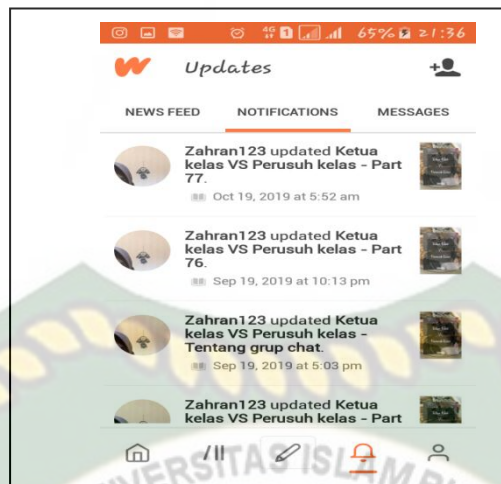 4G 1 65% 21:36
Updates
NEWS FEED NOTIFICATIONS MESSAGES
Zahran123 updated Ketua
kelas VS Perusuh kelas - Part
77.
Oct 19, 2019 at 5:52 am
Zahran123 updated Ketua
kelas VS Perusuh kelas - Part
76.
Sep 19, 2019 at 10:13 pm
Zahran123 updated Ketua
kelas VS Perusuh kelas -
Tentang grup chat.
Sep 19, 2019 at 5:03 pm
Zahran123 updated Ketua
kelas VS Perusuh kelas - Part
ERSITAS ISLAM